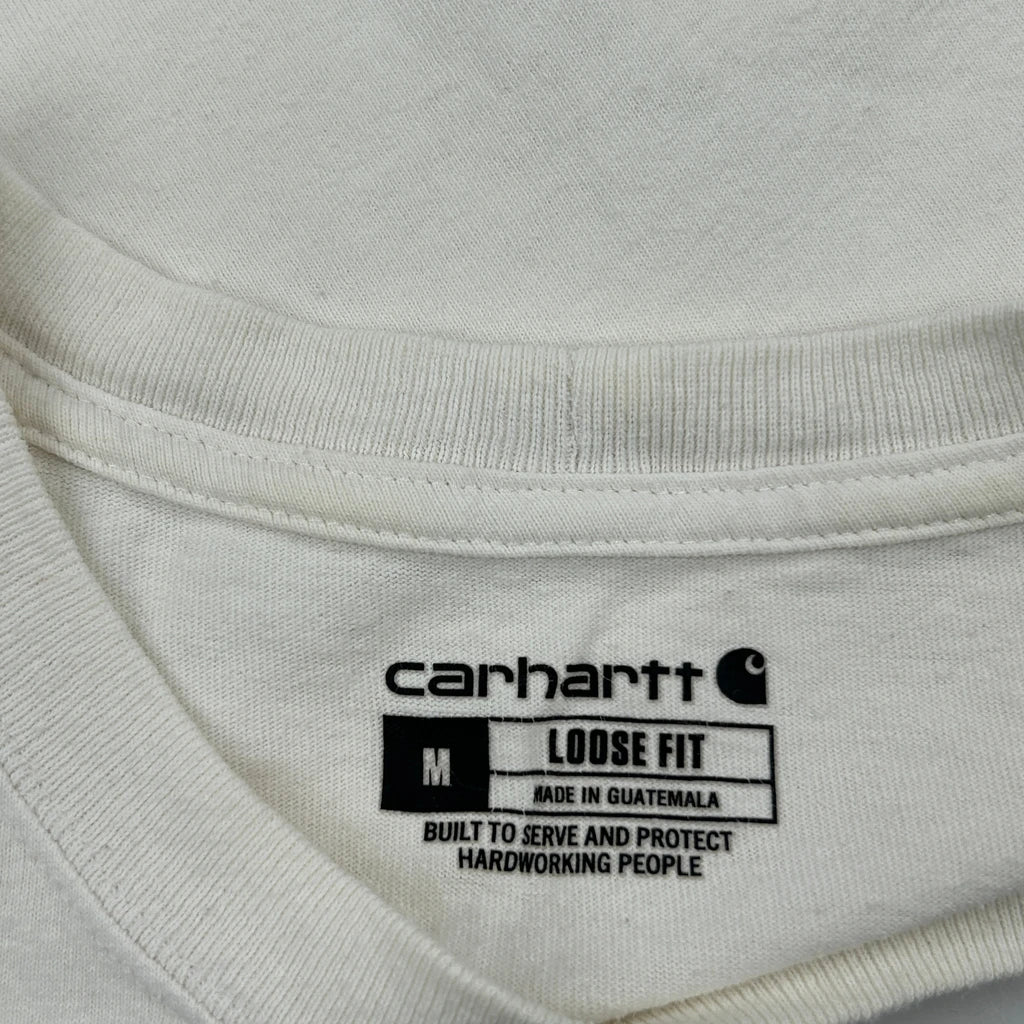 carhartt
M
LOOSE FIT
MADE IN GUATEMALA
BUILT TO SERVE AND PROTECT
HARDWORKING PEOPLE